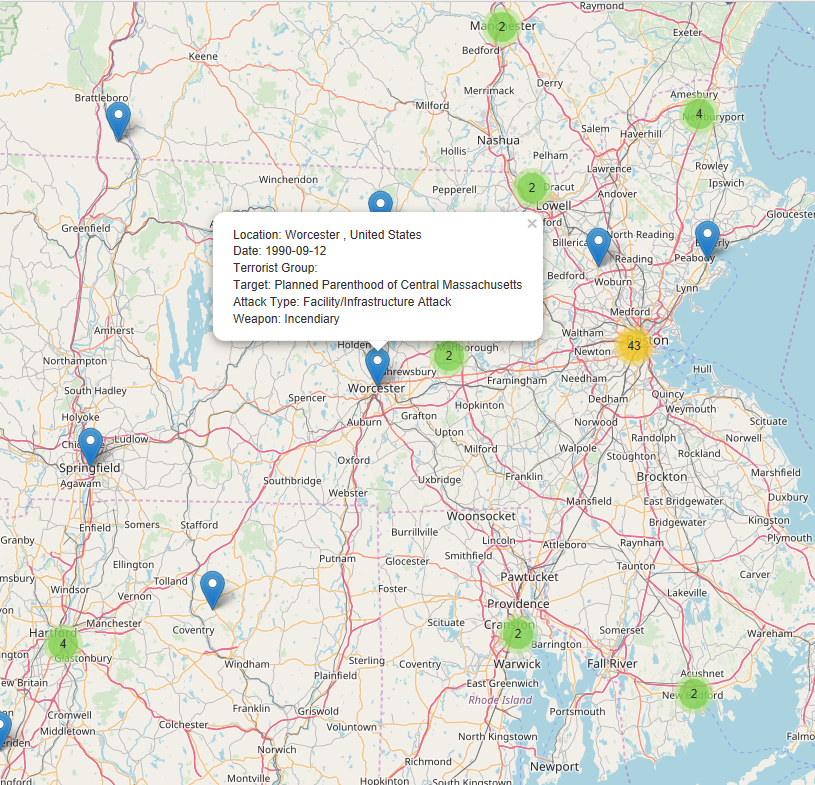 Raymond
Manchester
2
Exeter
Bedford
Keene
Derry
Merrimack
Amesbury
Brattleboro
Milford
4
Newburyport
Salem
Haverhill
Nashua
Hollis
Pelham
Rowley
Lawrence
Winchendon
Pepperell
2
Dracut
Andover
Ipswich
Lowell
Gloucester
Greenfield
Location: Worcester , United States
×
North Reading
Date: 1990-09-12
Billerica
Terrorist Group:
Reading
Peabody
Bedford
Target: Planned Parenthood of Central Massachusetts
Woburn
Lynn
Attack Type: Facility/Infrastructure Attack
Weapon: Incendiary
Medford
Amherst
Waltham
Holden
43
2
Newton
Northampton
Hull
Framingham
Needham
Worcester
South Hadley
Spencer
Dedham
Quincy
Hopkinton
Weymouth
Holyoke
Grafton
Auburn
Norwood
Scituate
Upton
Randolph
Norwell
Ludlow
Milford
Walpole
Stoughton
Rockland
Oxford
Springfield
Marshfield
Agawam
Southbridge
Uxbridge
Franklin
Brockton
Webster
Mansfield
East Bridgewater
Duxbury
Woonsocket
Bridgewater
Kingston
Enfield
Somers
Stafford
Burrillville
Granby
Lincoln
Attleboro
Raynham
Plymouth
Smithfield
Putnam
Glocester
Ellington
Taunton
Carver
Tolland
Pawtucket
Windsor
Foster
Vernon
Lakeville
Providence
Manchester
Scituate
Cranston
Coventry
Somerset
Wareham
Hartford
2
4
Barrington
Glastonbury
Windham
Sterling
Coventry
Warwick
Fall River
Acushnet
Plainfield
East Greenwich
2
New Bedford
Rhode Island
Franklin
Griswold
Portsmouth
Cromwell
Colchester
Middletown
Voluntown
North Kingstown
Norwich
Richmond
Newport
Montville
Hopkinton
South Kingstown